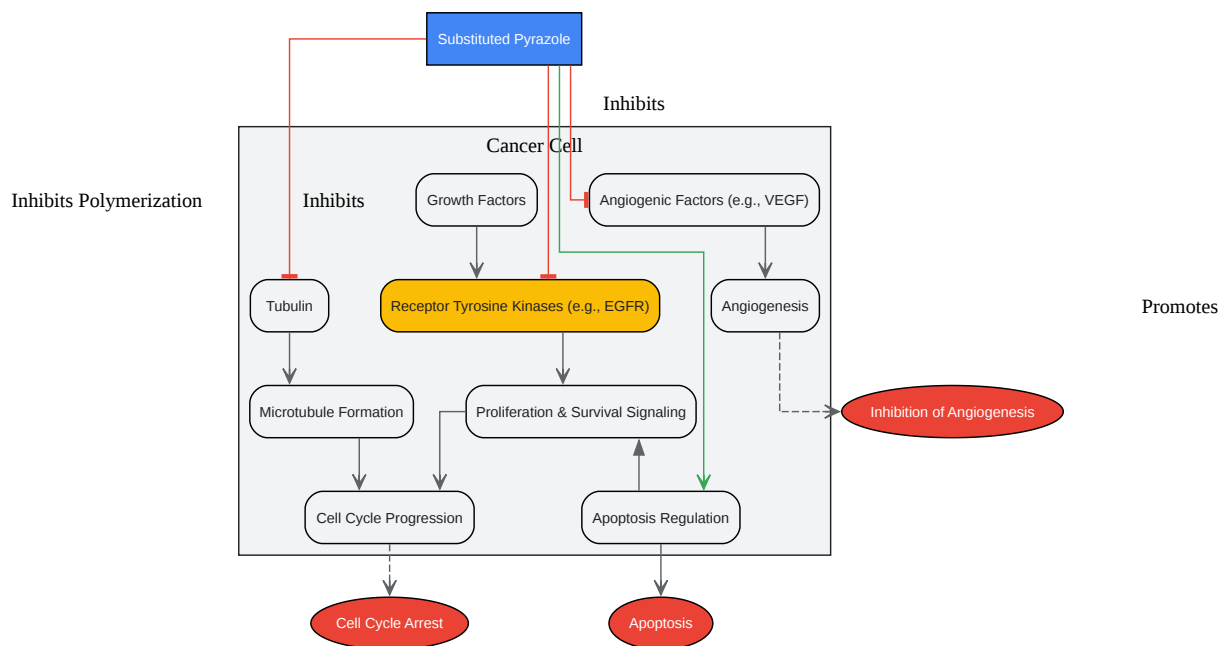 Substituted Pyrazole
Inhibits
Cancer Cell
Inhibits Polymerization
Inhibits
Growth Factors
Angiogenic Factors (e.g., VEGF)
Tubulin
Receptor Tyrosine Kinases (e.g., EGFR)
Angiogenesis
Promotes
Microtubule Formation
Proliferation & Survival Signaling
Inhibition of Angiogenesis
Cell Cycle Progression
Apoptosis Regulation
Cell Cycle Arrest
Apoptosis